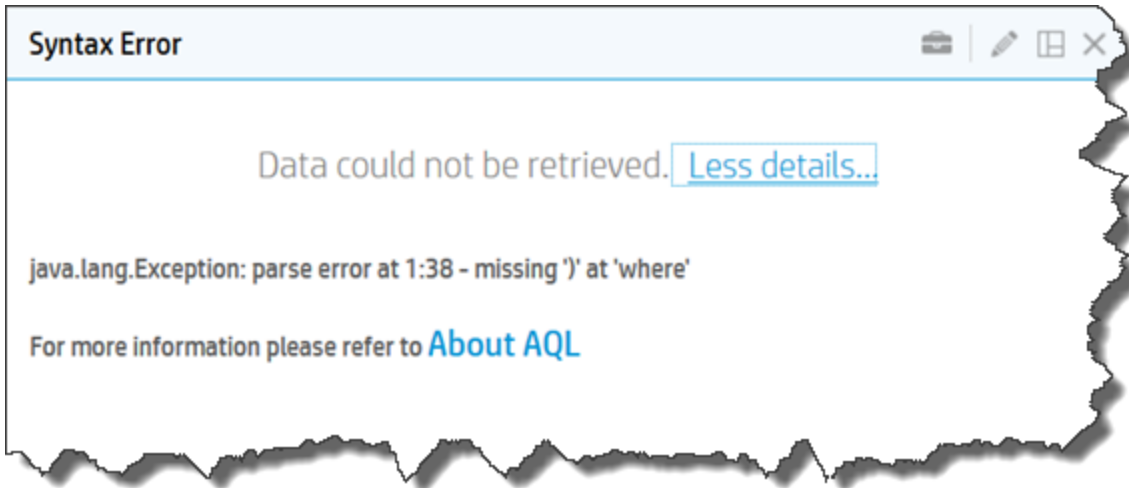 Syntax Error
Data could not be retrieved. Less details...
java.lang.Exception: parse error at 1:38 - missing ')' at 'where'
For more information please refer to About AQL